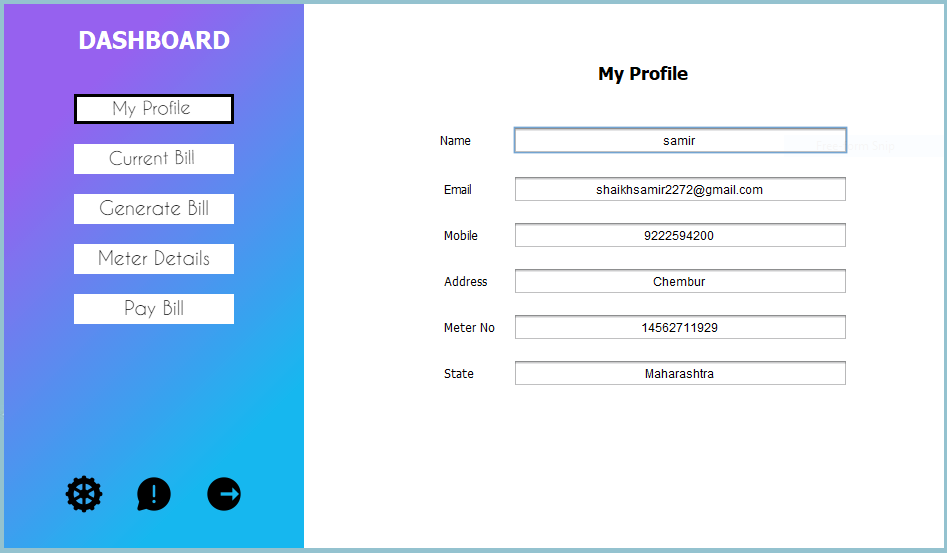 DASHBOARD
My Profile
Current Bill
Generate Bill
Meter Details
Pay Bill
My Profile
Name samir
Email shaikhsamir2272@gmail.com
Mobile 9222594200
Address Chembur
Meter No 14562711929
State Maharashtra